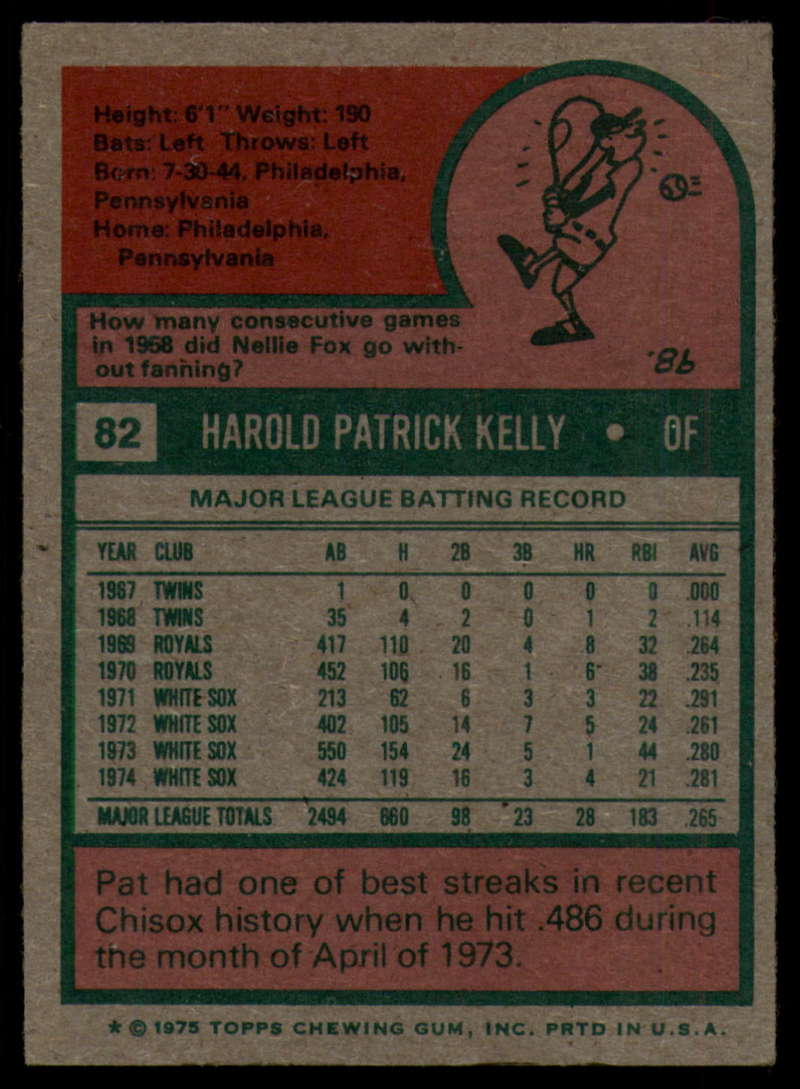 Height: 6'1" Weight: 190
Bats: Left Throws: Left
Born: 7-30-44, Philadelphia,
Pennsylvania
Home: Philadelphia,
Pennsylvania
How many consecutive games
in 1958 did Nellie Fox go with-
out fanning?
98.
82 HAROLD PATRICK KELLY • OF
MAJOR LEAGUE BATTING RECORD
YEAR CLUB AB H 2B 3B HR RBI AVG
1967 TWINS 1 0 0 0 0 0 .000
1968 TWINS 35 4 2 0 1 2 .114
1969 ROYALS 417 110 20 4 8 32 .264
1970 ROYALS 452 106 16 1 6 38 .235
1971 WHITE SOX 213 62 6 3 3 22 .291
1972 WHITE SOX 402 105 14 7 5 24 .261
1973 WHITE SOX 550 154 24 5 1 44 .280
1974 WHITE SOX 424 119 16 3 4 21 .281
MAJOR LEAGUE TOTALS 2494 660 98 23 28 183 .265
Pat had one of best streaks in recent
Chisox history when he hit .486 during
the month of April of 1973.
* © 1975 TOPPS CHEWING GUM, INC. PRTD IN U.S.A.